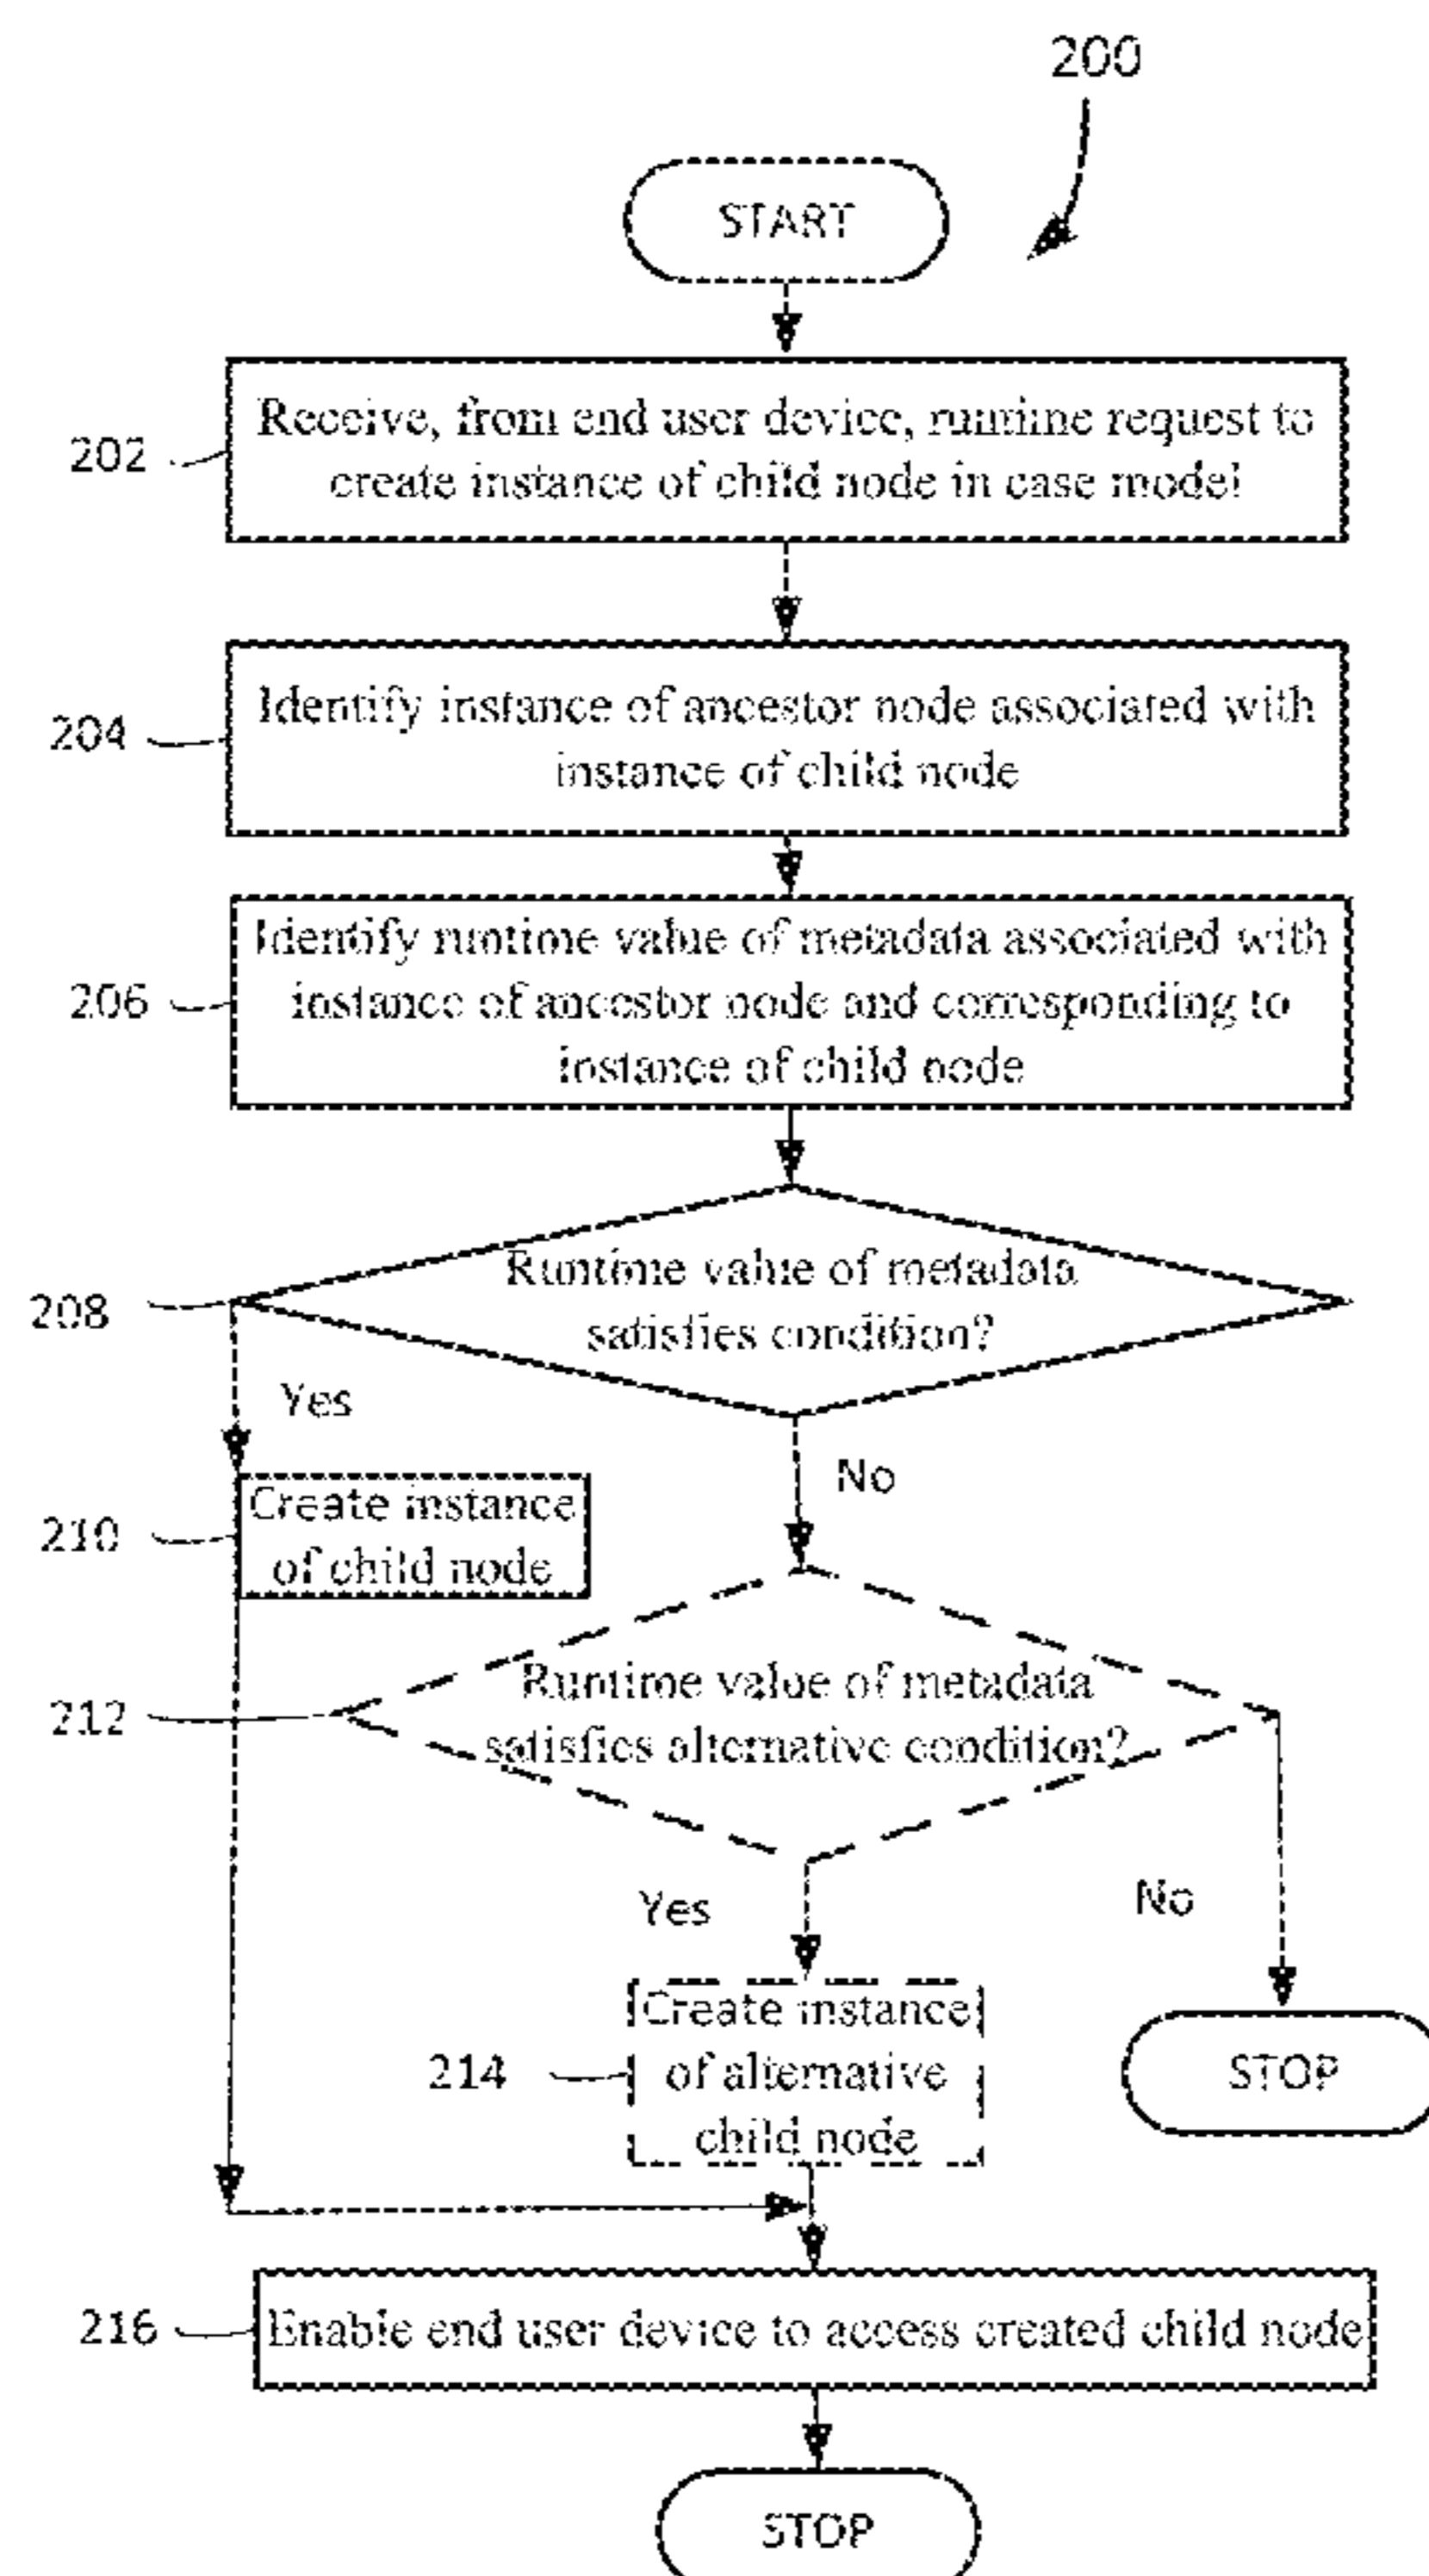 200
START
202
Receive, from end user device, runtime request to
create instance of child node in case model
204
Identify instance of ancestor node associated with
instance of child node
206
Identify runtime value of metadata associated with
instance of ancestor node and corresponding to
instance of child node
208
Runtime value of metadata
satisfies condition?
Yes
No
210
Create instance
of child node
212
Runtime value of metadata
satisfies alternative condition?
Yes
No
214
Create instance
of alternative
child node
STOP
216
Enable end user device to access created child node
STOP